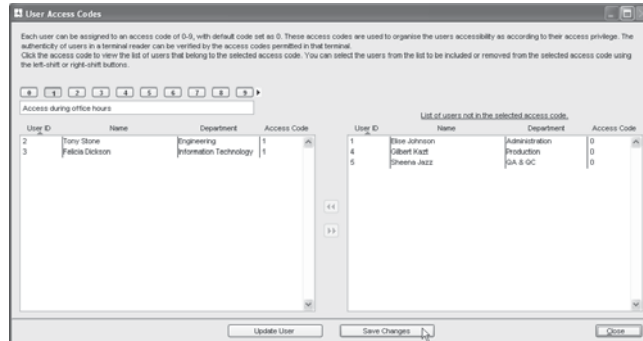 User Access Codes
Each user can be assigned to an access code of 0-9, with default code set as 0. These access codes are used to organise the users accessibility as according to their access privilege. The
authenticity of users in a terminal reader can be verified by the access codes permitted in that terminal.
Click the access code to view the list of users that belong to the selected access code. You can select the users from the list to be included or removed from the selected access code using
the left-shift or right-shift buttons.
0 1 2 3 4 5 6 7 8 9
Access during office hours
List of users not in the selected access code.
User ID Name Department Access Code User ID Name Department Access Code
2 Tony Stone Engineering 1 1 Elise Johnson Administration 0
3 Felicia Dickson Information Technology 1 4 Gilbert Kazt Production 0
5 Sheena Jazz QA & QC 0
<<
>>
Update User Save Changes Close